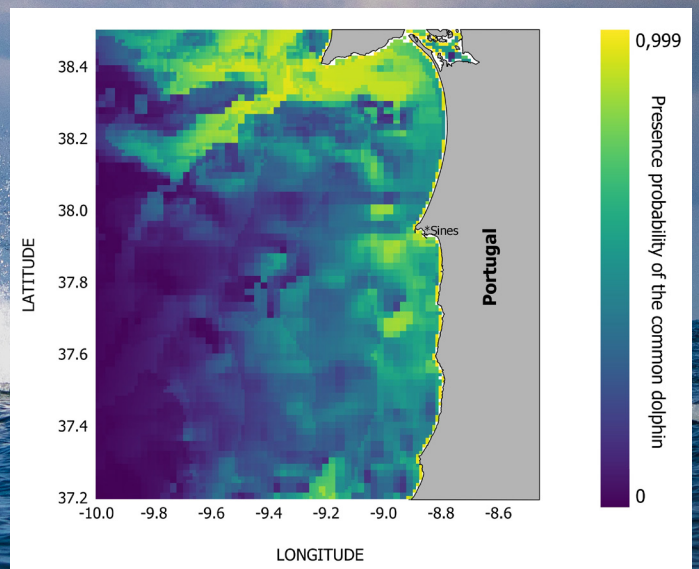 38.4
38.2
38.0
37.8
37.6
37.4
37.2
LATITUDE
-10.0 -9.8 -9.6 -9.4 -9.2 -9.0 -8.8 -8.6
LONGITUDE
*Sines
Portugal
0,999
Presence probability of the common dolphin
0